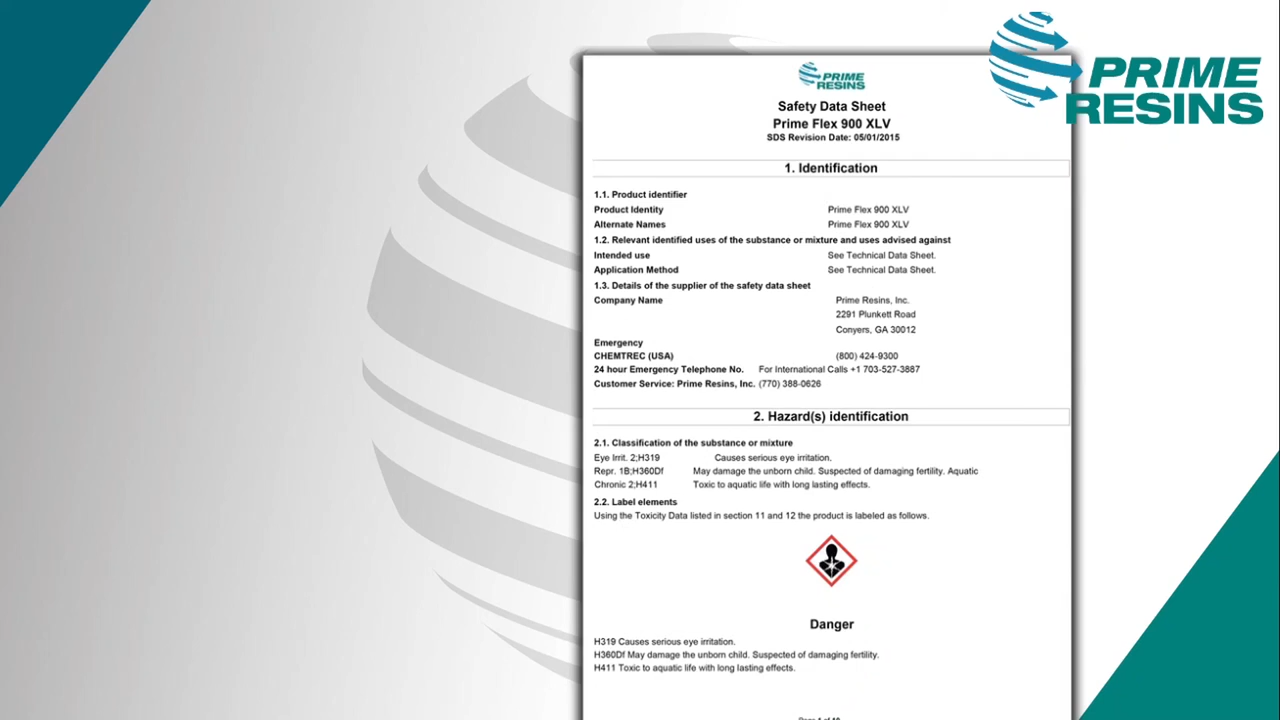 PRIME
RESINS
PRIME
RESINS
Safety Data Sheet
Prime Flex 900 XLV
SDS Revision Date: 05/01/2015
1. Identification
1.1. Product identifier
Product Identity Prime Flex 900 XLV
Alternate Names Prime Flex 900 XLV
1.2. Relevant identified uses of the substance or mixture and uses advised against
Intended use See Technical Data Sheet.
Application Method See Technical Data Sheet.
1.3. Details of the supplier of the safety data sheet
Company Name Prime Resins, Inc.
2291 Plunkett Road
Conyers, GA 30012
Emergency
CHEMTREC (USA) (800) 424-9300
24 hour Emergency Telephone No. For International Calls +1 703-527-3887
Customer Service: Prime Resins, Inc. (770) 388-0626
2. Hazard(s) identification
2.1. Classification of the substance or mixture
Eye Irrit. 2;H319 Causes serious eye irritation.
Repr. 1B;H360Df May damage the unborn child. Suspected of damaging fertility. Aquatic
Chronic 2;H411 Toxic to aquatic life with long lasting effects.
2.2. Label elements
Using the Toxicity Data listed in section 11 and 12 the product is labeled as follows.
Danger
H319 Causes serious eye irritation.
H360Df May damage the unborn child. Suspected of damaging fertility.
H411 Toxic to aquatic life with long lasting effects.